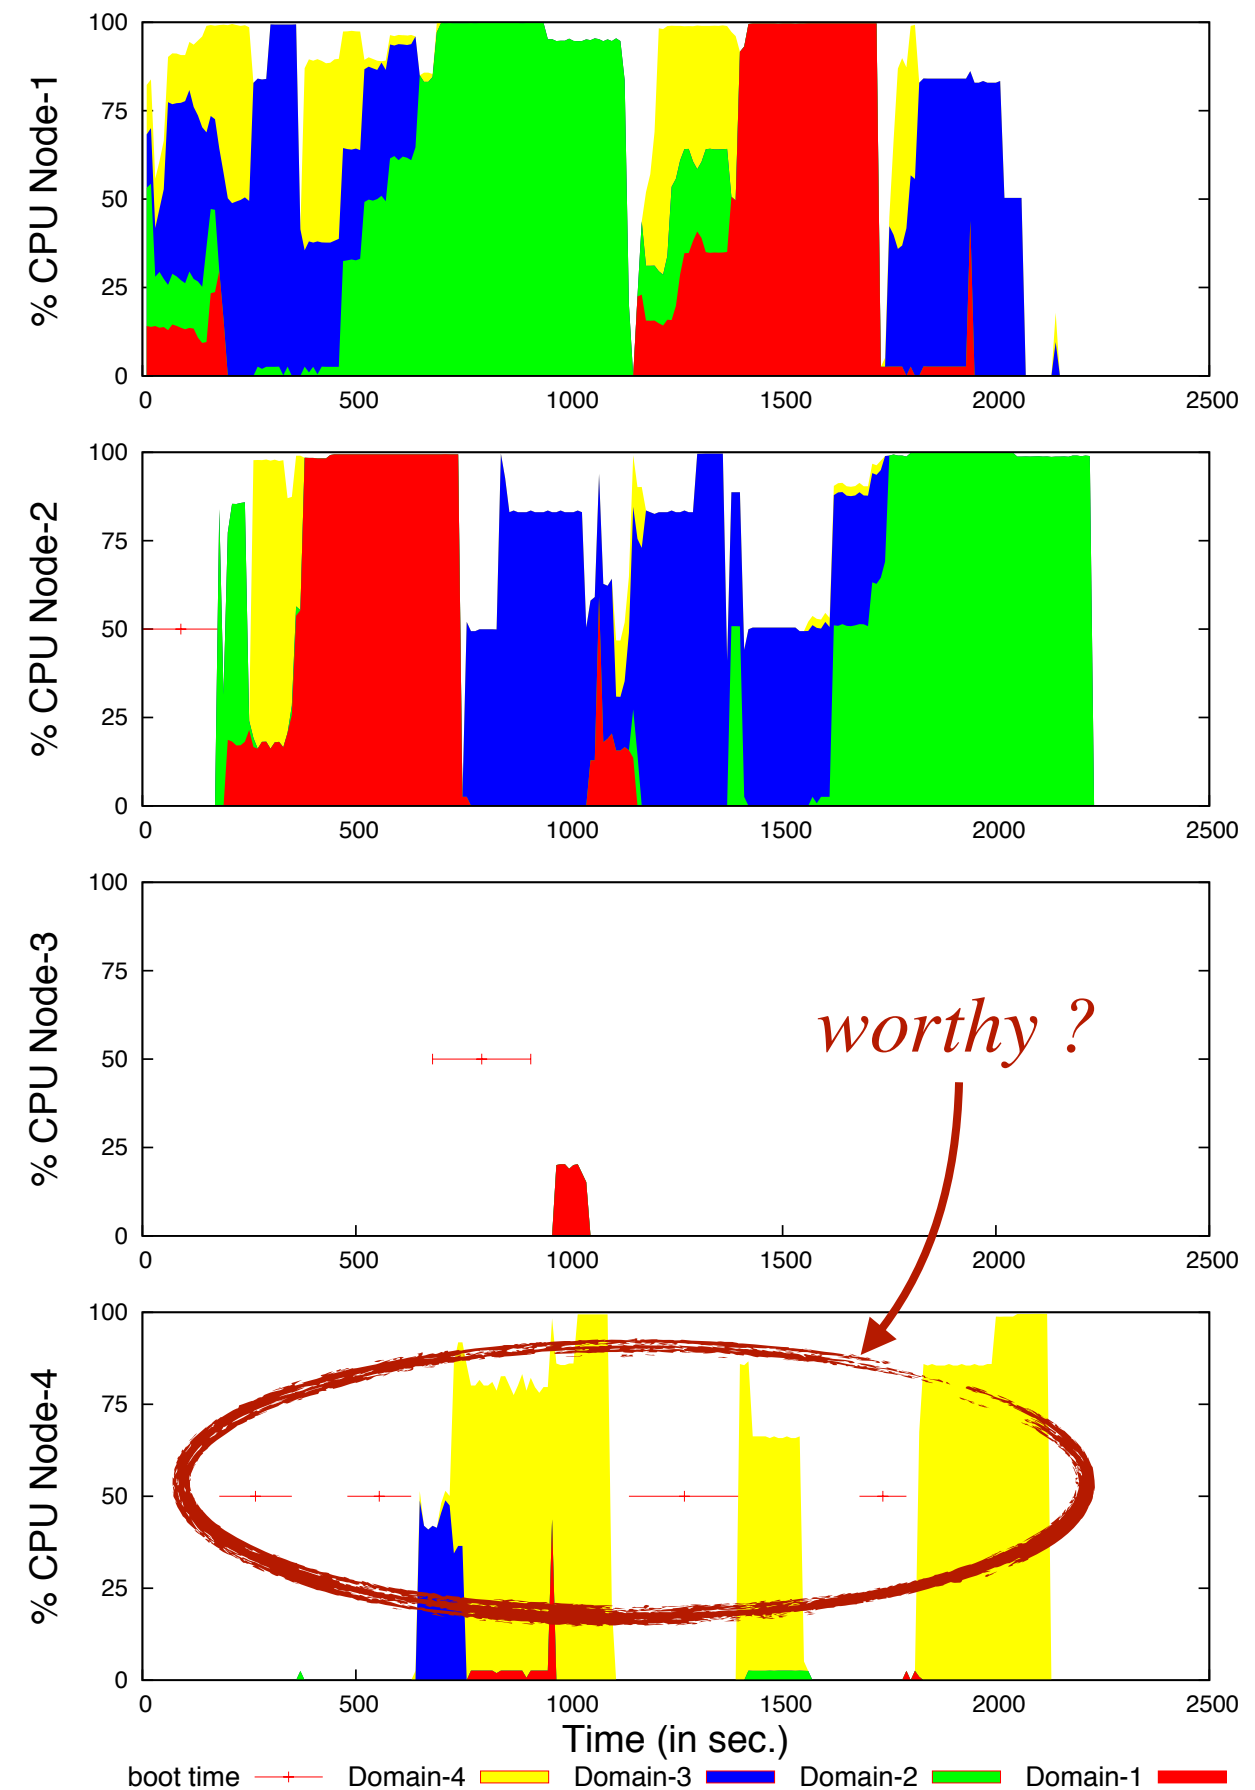 % CPU Node-1
100
75
50
25
0
0 500 1000 1500 2000 2500
% CPU Node-2
100
75
50
25
0
0 500 1000 1500 2000 2500
% CPU Node-3
100
75
50
25
0
0 500 1000 1500 2000 2500
worthy ?
% CPU Node-4
100
75
50
25
0
0 500 1000 1500 2000 2500
Time (in sec.)
boot time Domain-4 Domain-3 Domain-2 Domain-1